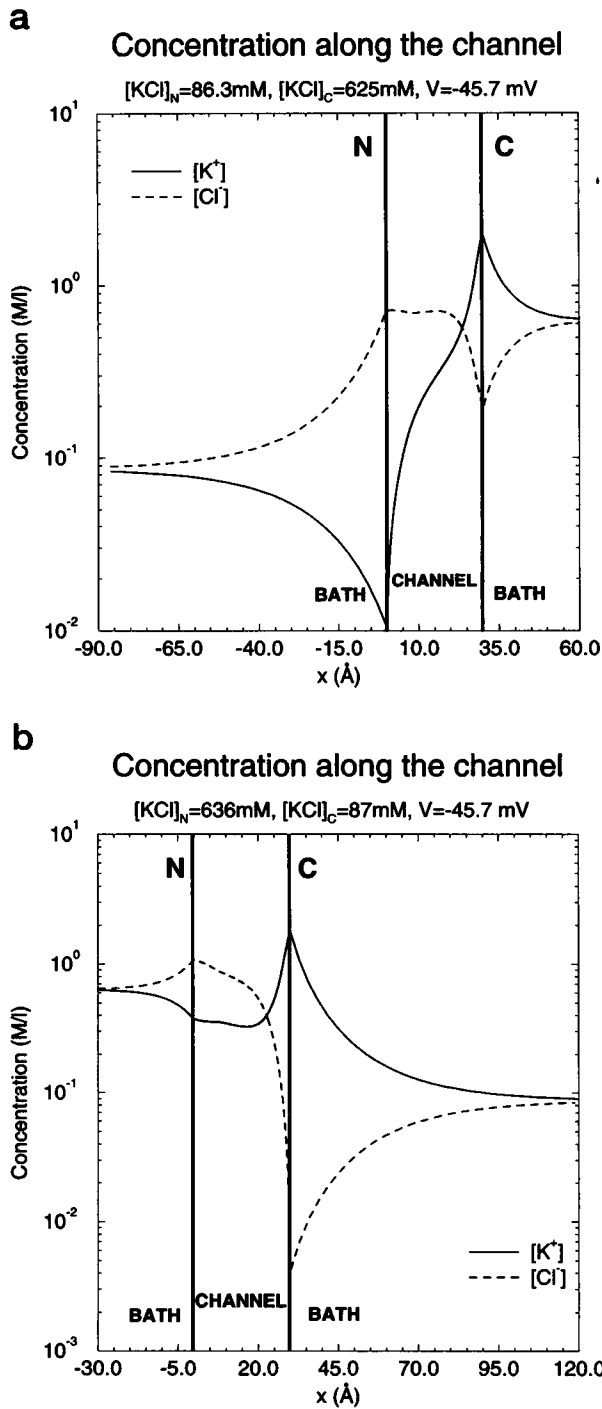 a
Concentration along the channel
[KCl]N=86.3mM, [KCl]C=625mM, V=-45.7 mV
10¹
N
C
[K⁺]
[Cl⁻]
10⁰
Concentration (M/l)
10⁻¹
BATH
CHANNEL
BATH
10⁻²
-90.0 -65.0 -40.0 -15.0 10.0 35.0 60.0
x (Å)
b
Concentration along the channel
[KCl]N=636mM, [KCl]C=87mM, V=-45.7 mV
10¹
N
C
10⁰
Concentration (M/l)
10⁻¹
10⁻²
[K⁺]
[Cl⁻]
BATH
CHANNEL
BATH
10⁻³
-30.0 -5.0 20.0 45.0 70.0 95.0 120.0
x (Å)